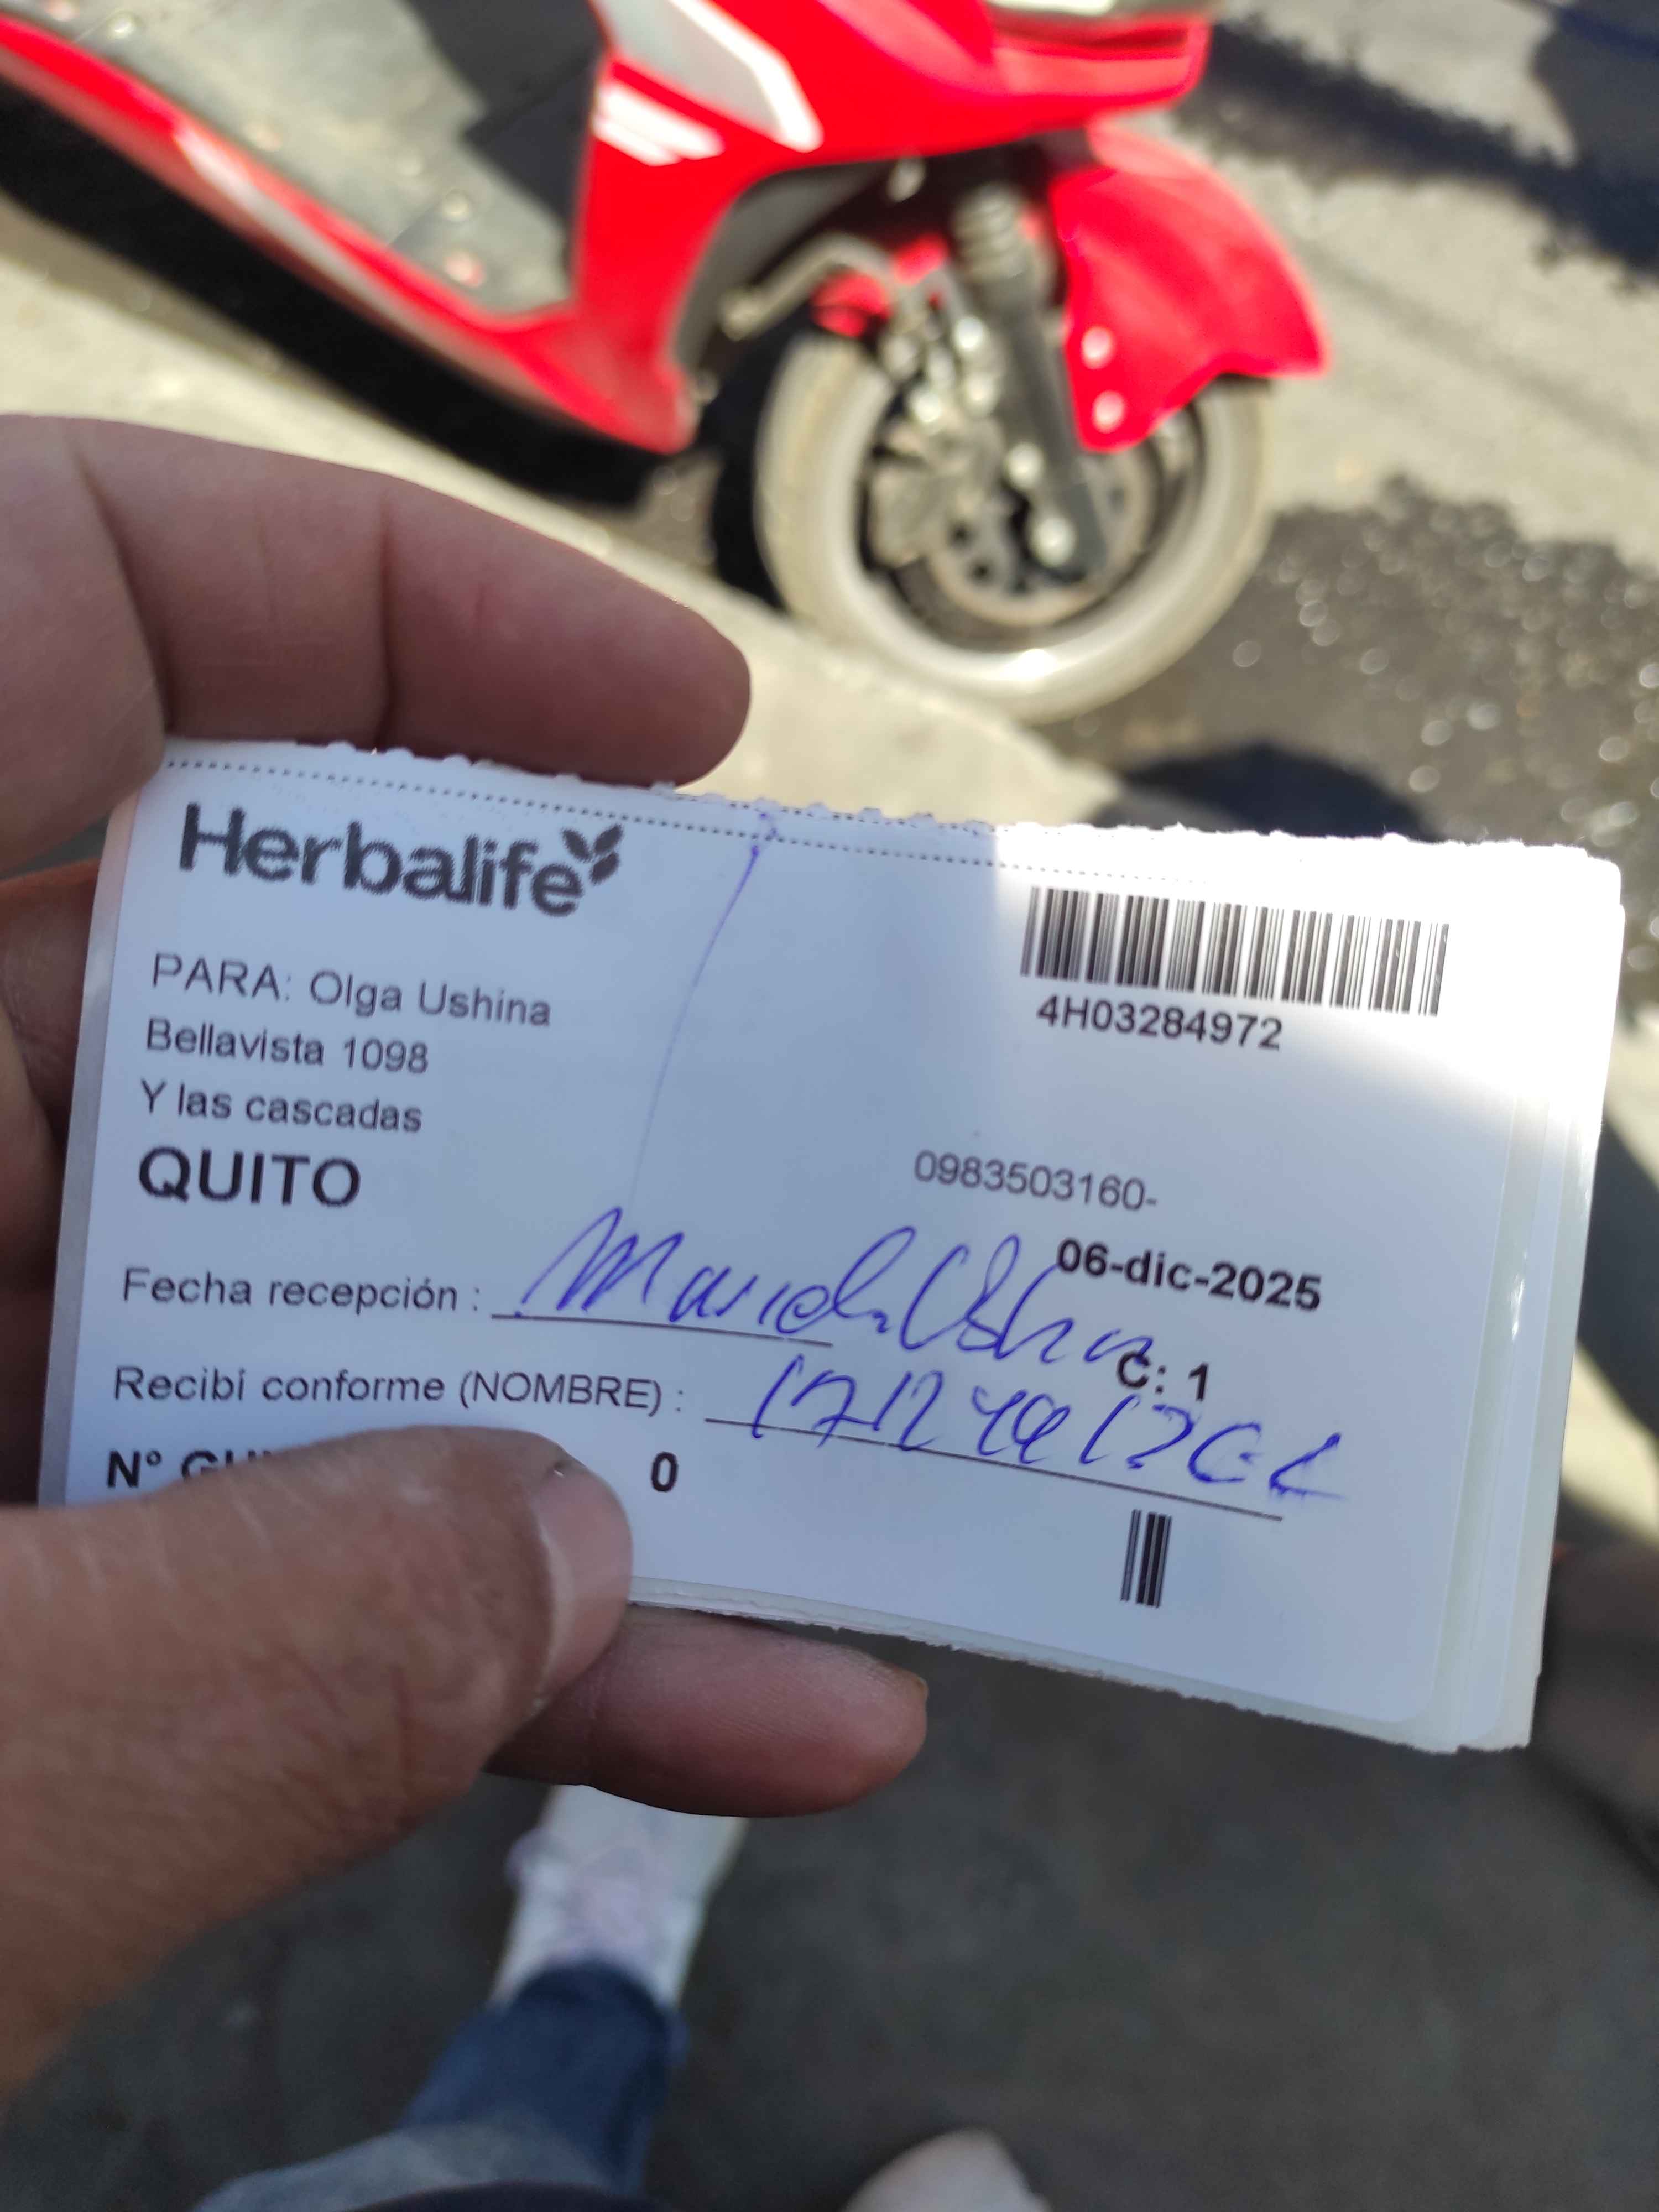 Herbalife
4H03284972
PARA: Olga Ushina
Bellavista 1098
Y las cascadas
QUITO
0983503160-
06-dic-2025
Fecha recepción :
C: 1
Recibí conforme (NOMBRE) :
N° 0